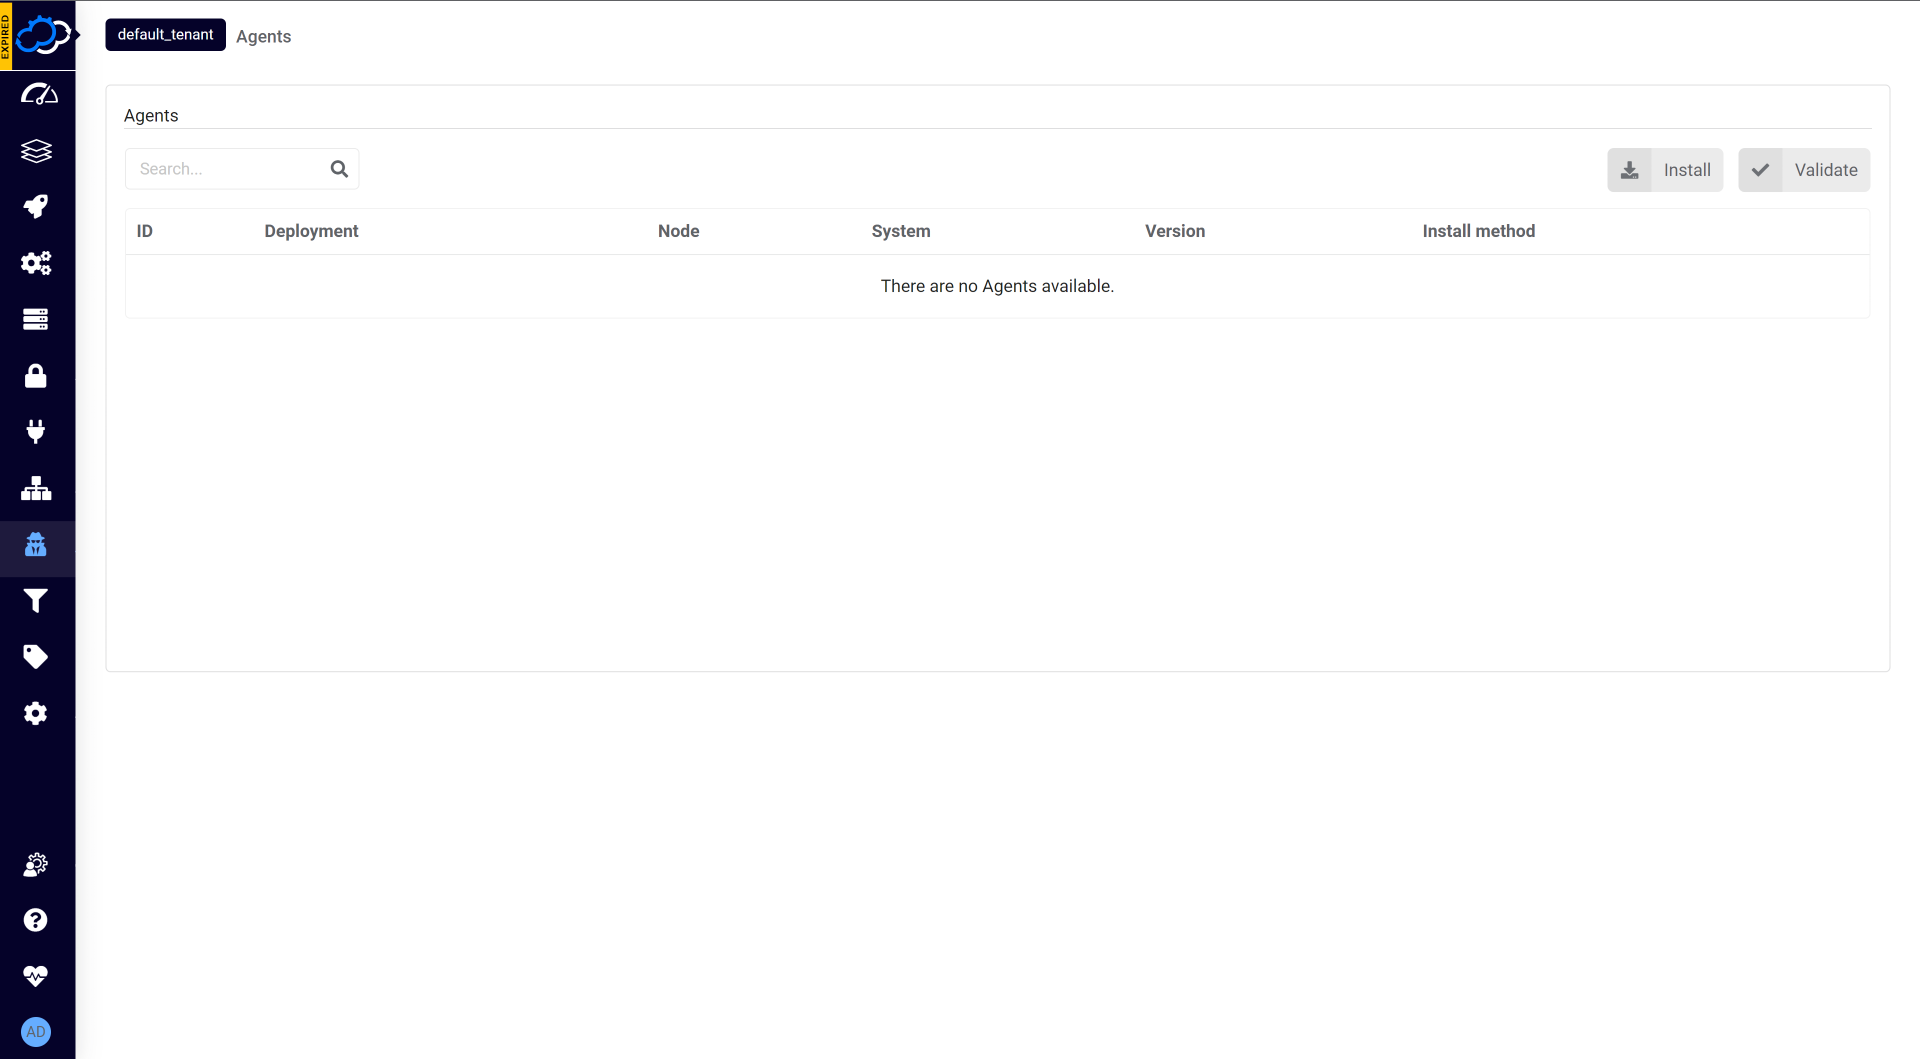 EXPIRED
default_tenant Agents
Agents
Search...
Install
Validate
ID Deployment Node System Version Install method
There are no Agents available.
AD